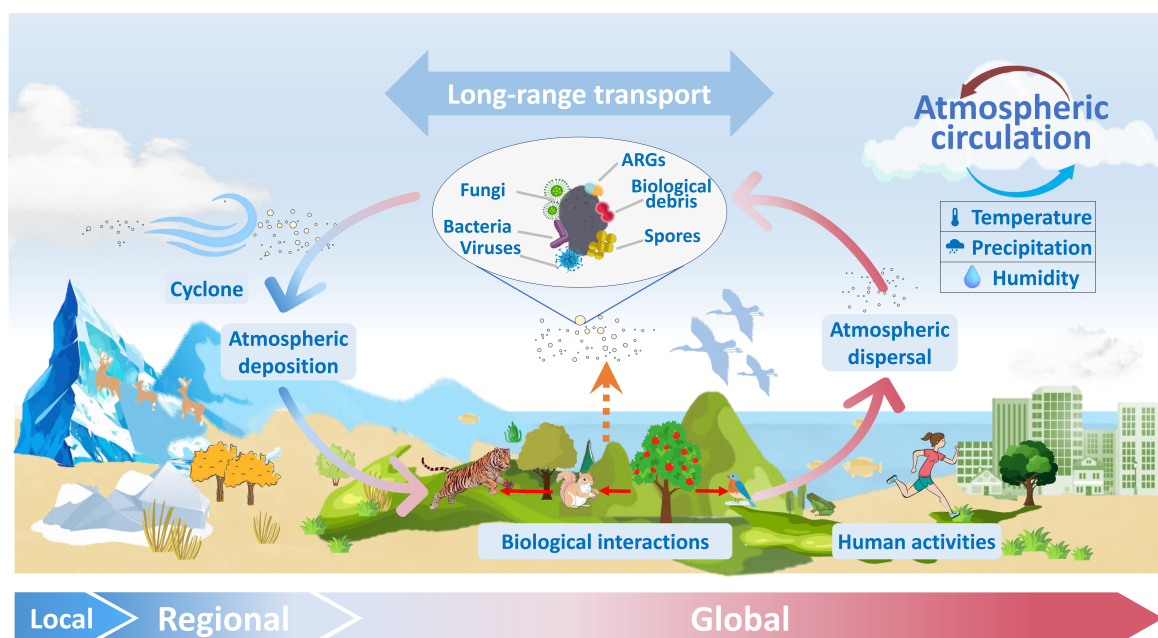 Long-range transport
Atmospheric
circulation
ARGs
Fungi
Biological
debris
Bacteria
Viruses
Spores
Temperature
Precipitation
Humidity
Cyclone
Atmospheric
deposition
Atmospheric
dispersal
Biological interactions
Human activities
Local
Regional
Global